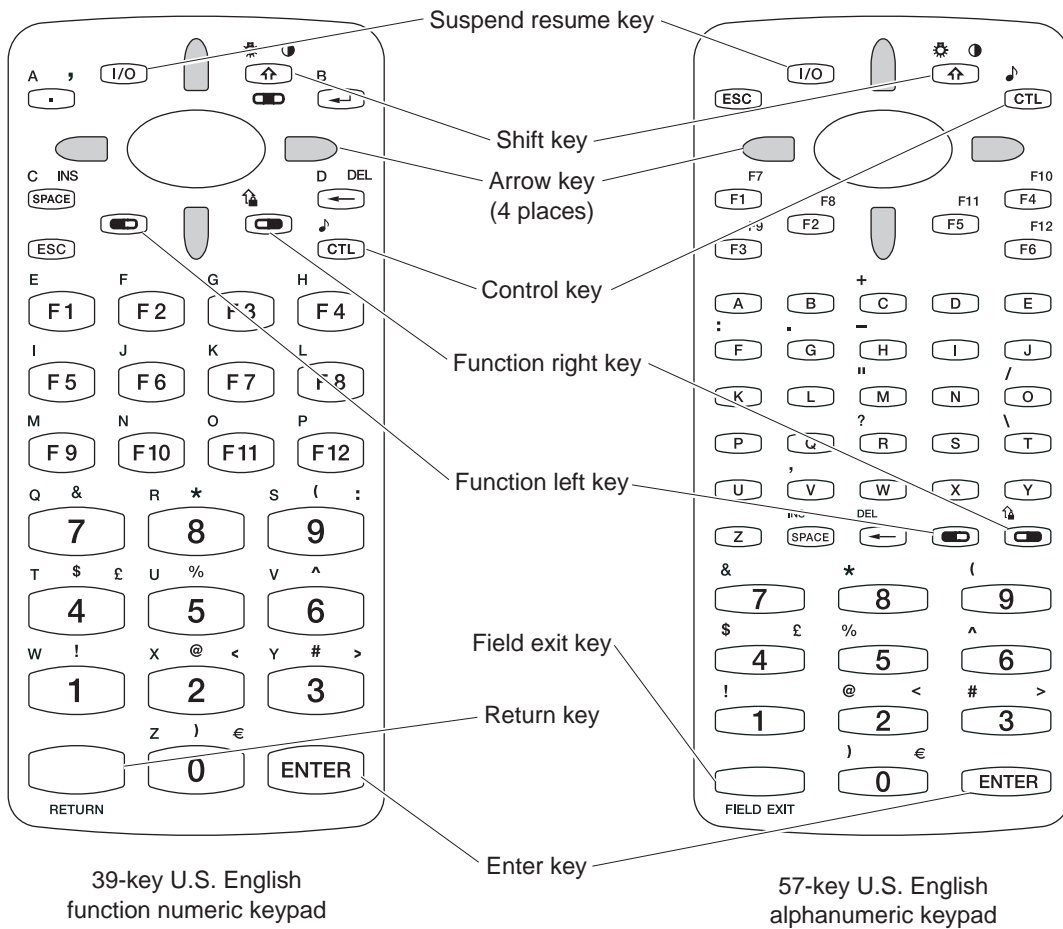 Suspend resume key
Shift key
Arrow key
(4 places)
Control key
Function right key
Function left key
Field exit key
Return key
Enter key
A , I/O B
.
C INS D DEL
SPACE
ESC CTL
E F G H
F1 F2 F3 F4
I J K L
F5 F6 F7 F8
M N O P
F9 F10 F11 F12
Q & R * S ( :
7 8 9
T $ £ U % V ^
4 5 6
W ! X @ < Y # >
1 2 3
Z ) €
0 ENTER
RETURN
39-key U.S. English
function numeric keypad
I/O
ESC CTL
F7 F10
F1 F8 F11 F4
F2 F5
F9 F12
F3 F6
+
A B C D E
: . –
F G H I J
" /
K L M N O
? \
P Q R S T
,
U V W X Y
INS DEL
Z SPACE
& * (
7 8 9
$ £ % ^
4 5 6
! @ < # >
1 2 3
) €
0 ENTER
FIELD EXIT
57-key U.S. English
alphanumeric keypad